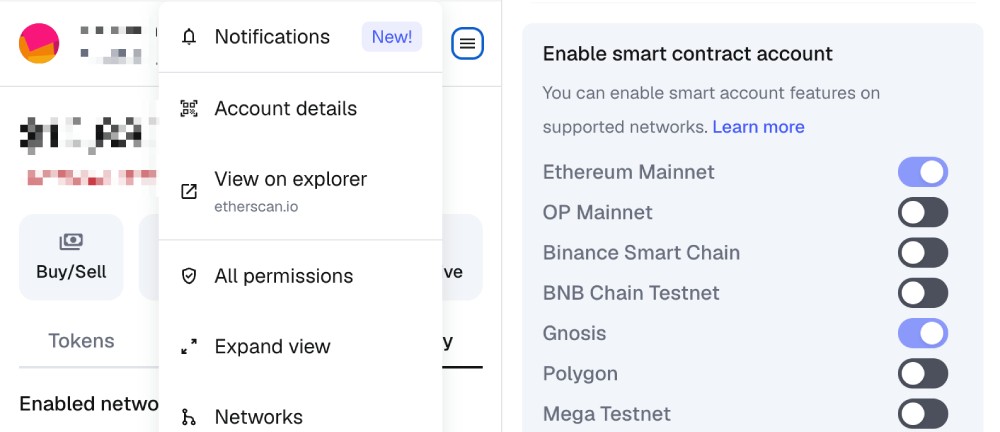 Notifications
New!
Account details
View on explorer
etherscan.io
Buy/Sell
ve
All permissions
Expand view
Tokens
y
Enabled netwo
Networks
Enable smart contract account
You can enable smart account features on
supported networks. Learn more
Ethereum Mainnet
OP Mainnet
Binance Smart Chain
BNB Chain Testnet
Gnosis
Polygon
Mega Testnet